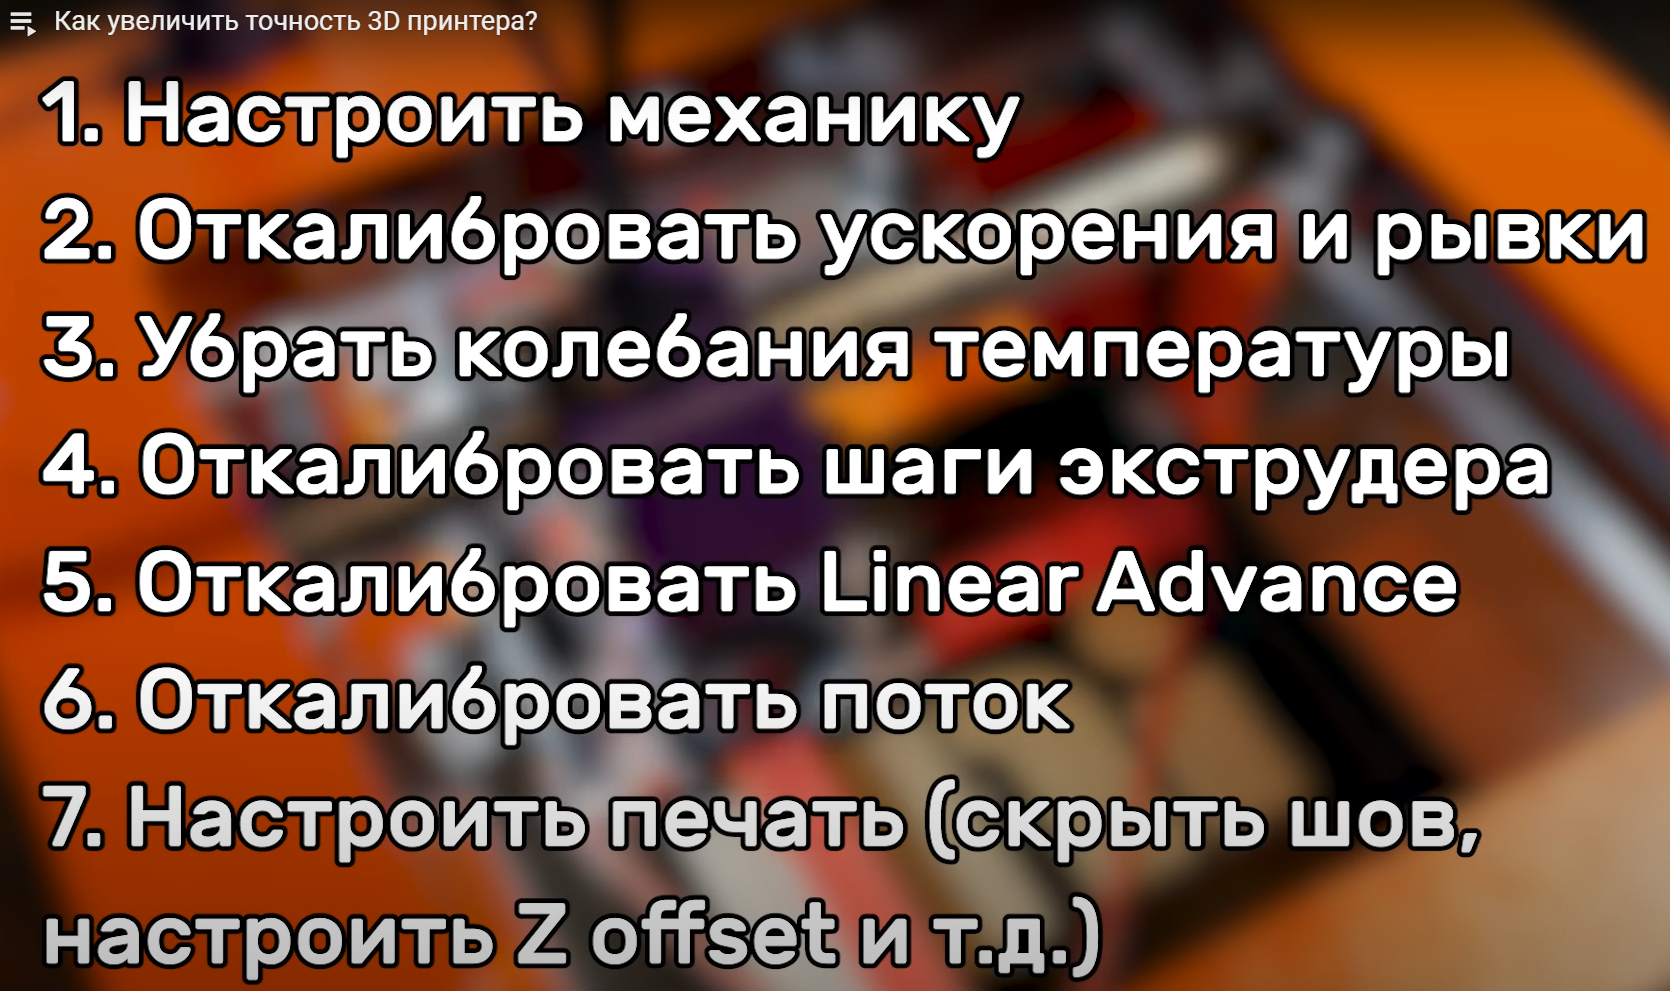 Как увеличить точность 3D принтера?
1. Настроить механику
2. Откалибровать ускорения и рывки
3. Убрать колебания температуры
4. Откалибровать шаги экструдера
5. Откалибровать Linear Advance
6. Откалибровать поток
7. Настроить печать (скрыть шов,
настроить Z offset и т.д.)